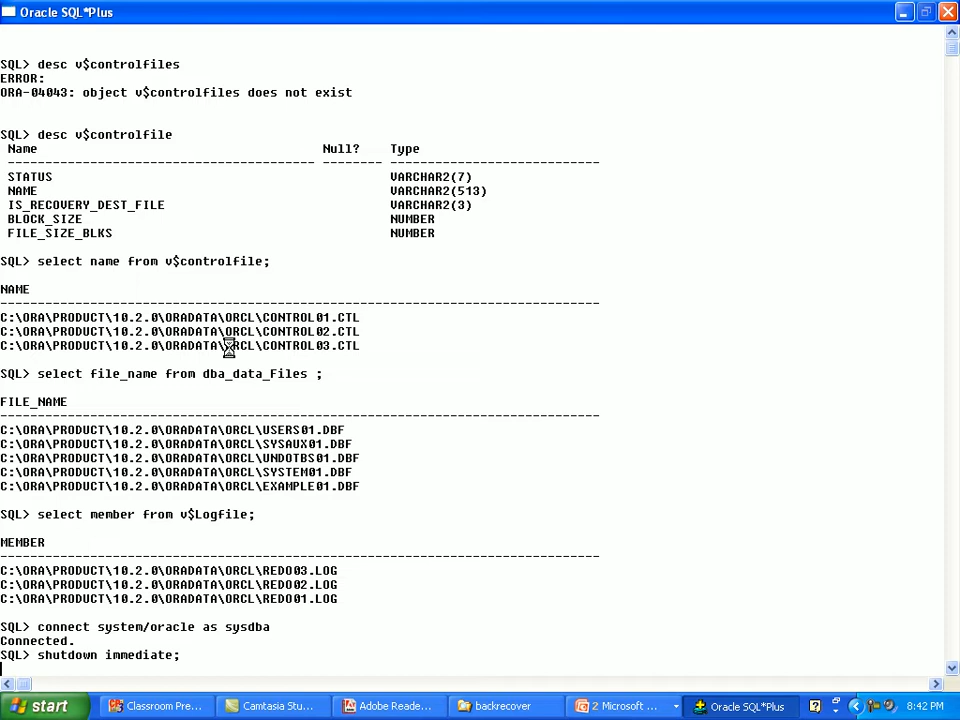 Oracle SQL*Plus
SQL> desc v$controlfiles
ERROR:
ORA-04043: object v$controlfiles does not exist
SQL> desc v$controlfile
Name Null? Type
----------------------------------------- -------- ----------------------------
STATUS VARCHAR2(7)
NAME VARCHAR2(513)
IS_RECOVERY_DEST_FILE VARCHAR2(3)
BLOCK_SIZE NUMBER
FILE_SIZE_BLKS NUMBER
SQL> select name from v$controlfile;
NAME
--------------------------------------------------------------------------------
C:\ORA\PRODUCT\10.2.0\ORADATA\ORCL\CONTROL01.CTL
C:\ORA\PRODUCT\10.2.0\ORADATA\ORCL\CONTROL02.CTL
C:\ORA\PRODUCT\10.2.0\ORADATA\ORCL\CONTROL03.CTL
SQL> select file_name from dba_data_Files ;
FILE_NAME
--------------------------------------------------------------------------------
C:\ORA\PRODUCT\10.2.0\ORADATA\ORCL\USERS01.DBF
C:\ORA\PRODUCT\10.2.0\ORADATA\ORCL\SYSAUX01.DBF
C:\ORA\PRODUCT\10.2.0\ORADATA\ORCL\UNDOTBS01.DBF
C:\ORA\PRODUCT\10.2.0\ORADATA\ORCL\SYSTEM01.DBF
C:\ORA\PRODUCT\10.2.0\ORADATA\ORCL\EXAMPLE01.DBF
SQL> select member from v$Logfile;
MEMBER
--------------------------------------------------------------------------------
C:\ORA\PRODUCT\10.2.0\ORADATA\ORCL\REDO03.LOG
C:\ORA\PRODUCT\10.2.0\ORADATA\ORCL\REDO02.LOG
C:\ORA\PRODUCT\10.2.0\ORADATA\ORCL\REDO01.LOG
SQL> connect system/oracle as sysdba
Connected.
SQL> shutdown immediate;
start Classroom Pre... Camtasia Stu... Adobe Reade... backrecover 2 Microsoft ... Oracle SQL*Plus 8:42 PM